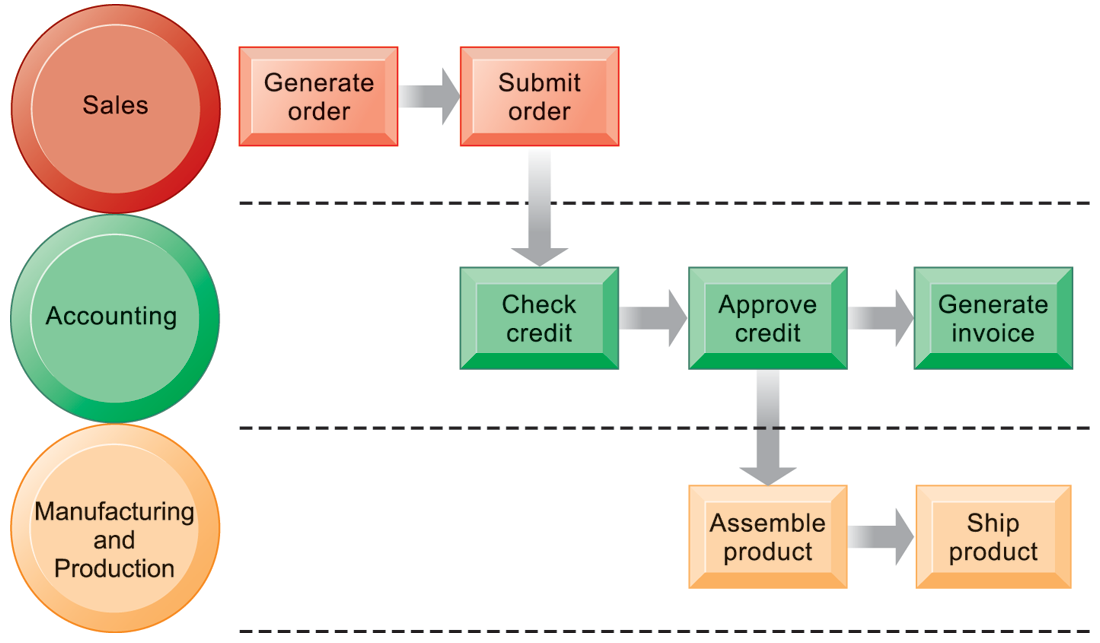 Sales
Generate
order
Submit
order
Accounting
Check
credit
Approve
credit
Generate
invoice
Manufacturing
and
Production
Assemble
product
Ship
product